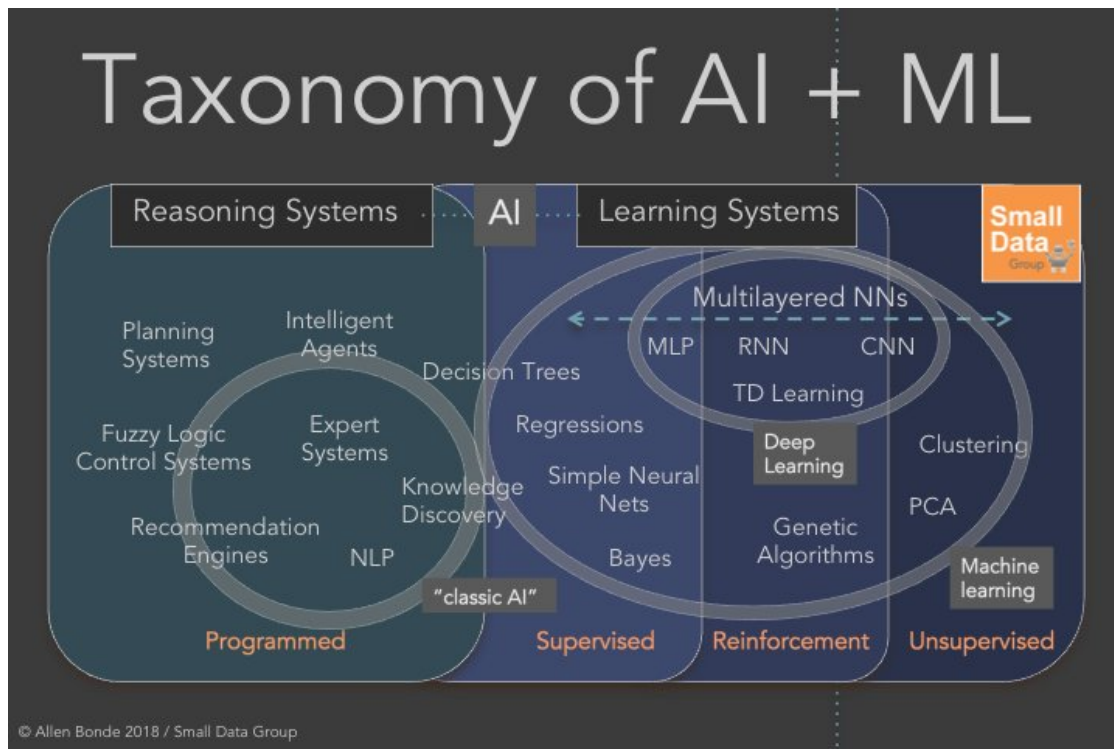 Taxonomy of AI + ML
Reasoning Systems
AI
Learning Systems
Small
Data
Group
Planning
Systems
Intelligent
Agents
Fuzzy Logic
Control Systems
Expert
Systems
Recommendation
Engines
NLP
Knowledge
Discovery
Decision Trees
"classic AI"
Programmed
Regressions
Simple Neural
Nets
Bayes
Supervised
Multilayered NNs
MLP
RNN
CNN
TD Learning
Deep
Learning
Genetic
Algorithms
Reinforcement
Clustering
PCA
Machine
learning
Unsupervised
© Allen Bonde 2018 / Small Data Group